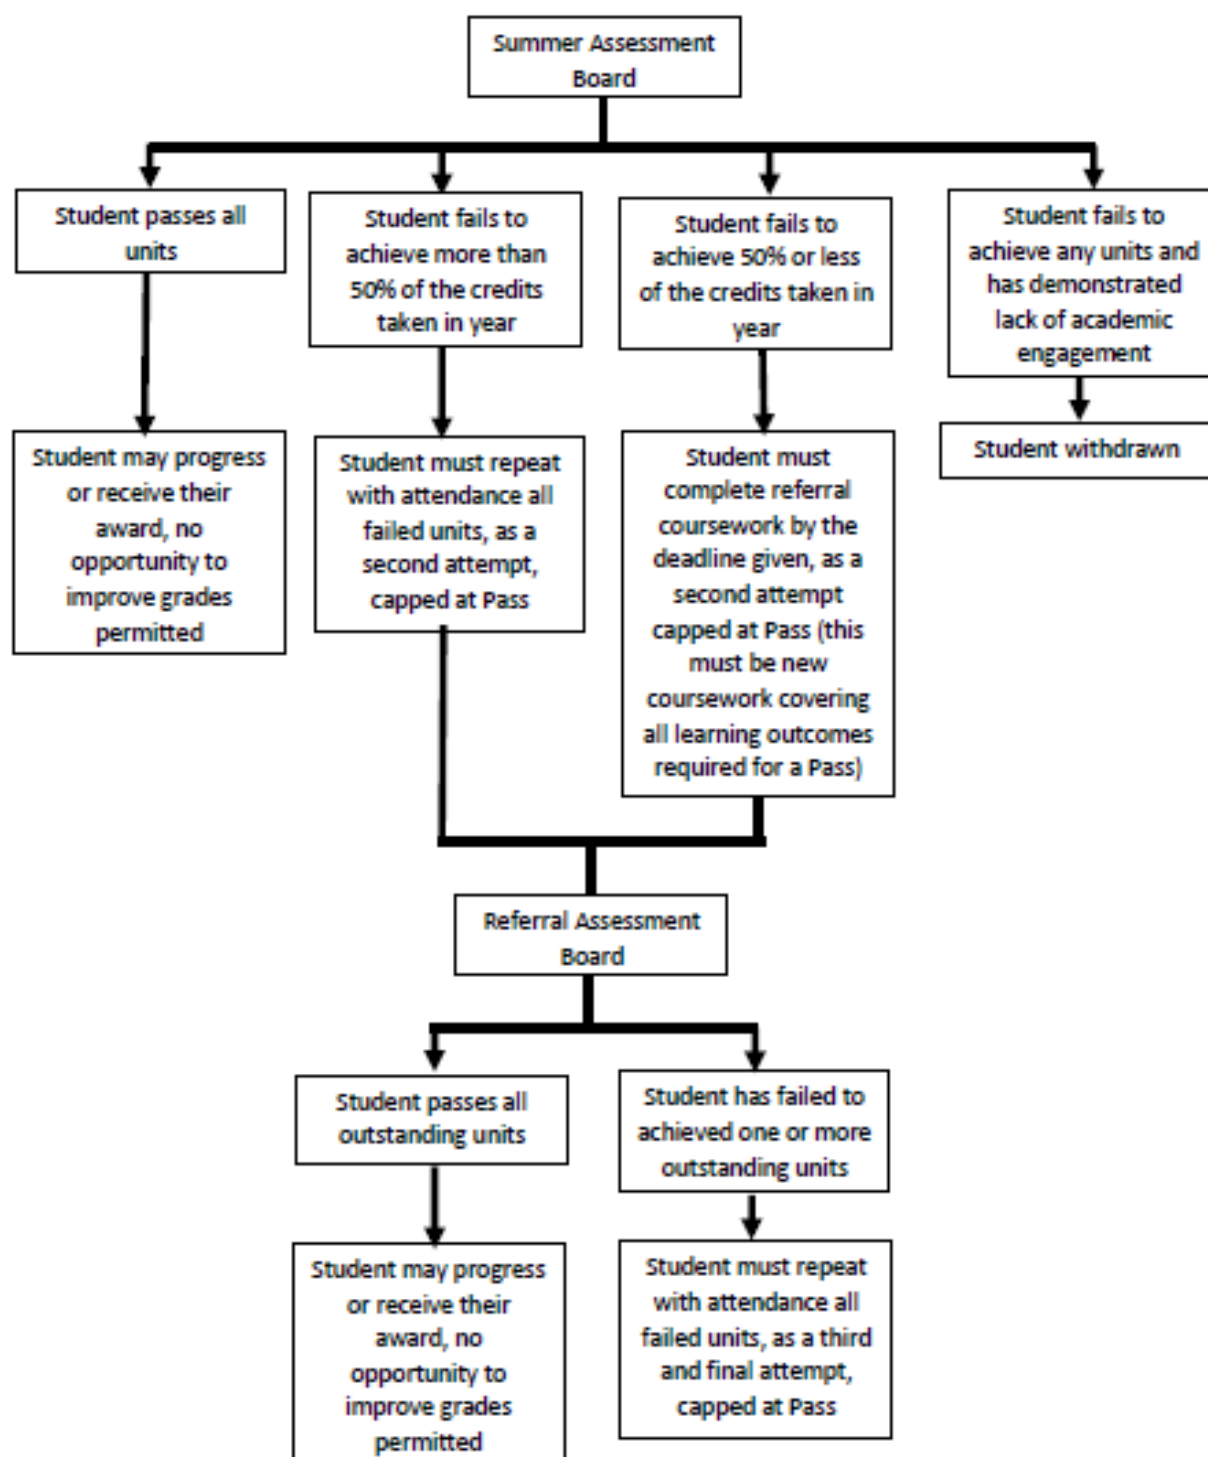 Summer Assessment
Board
Student passes all
units
Student fails to
achieve more than
50% of the credits
taken in year
Student fails to
achieve 50% or less
of the credits taken in
year
Student fails to
achieve any units and
has demonstrated
lack of academic
engagement
Student may progress
or receive their
award, no
opportunity to
improve grades
permitted
Student must repeat
with attendance all
failed units, as a
second attempt,
capped at Pass
Student must
complete referral
coursework by the
deadline given, as a
second attempt
capped at Pass (this
must be new
coursework covering
all learning outcomes
required for a Pass)
Student withdrawn
Referral Assessment
Board
Student passes all
outstanding units
Student has failed to
achieved one or more
outstanding units
Student may progress
or receive their
award, no
opportunity to
improve grades
permitted
Student must repeat
with attendance all
failed units, as a third
and final attempt,
capped at Pass